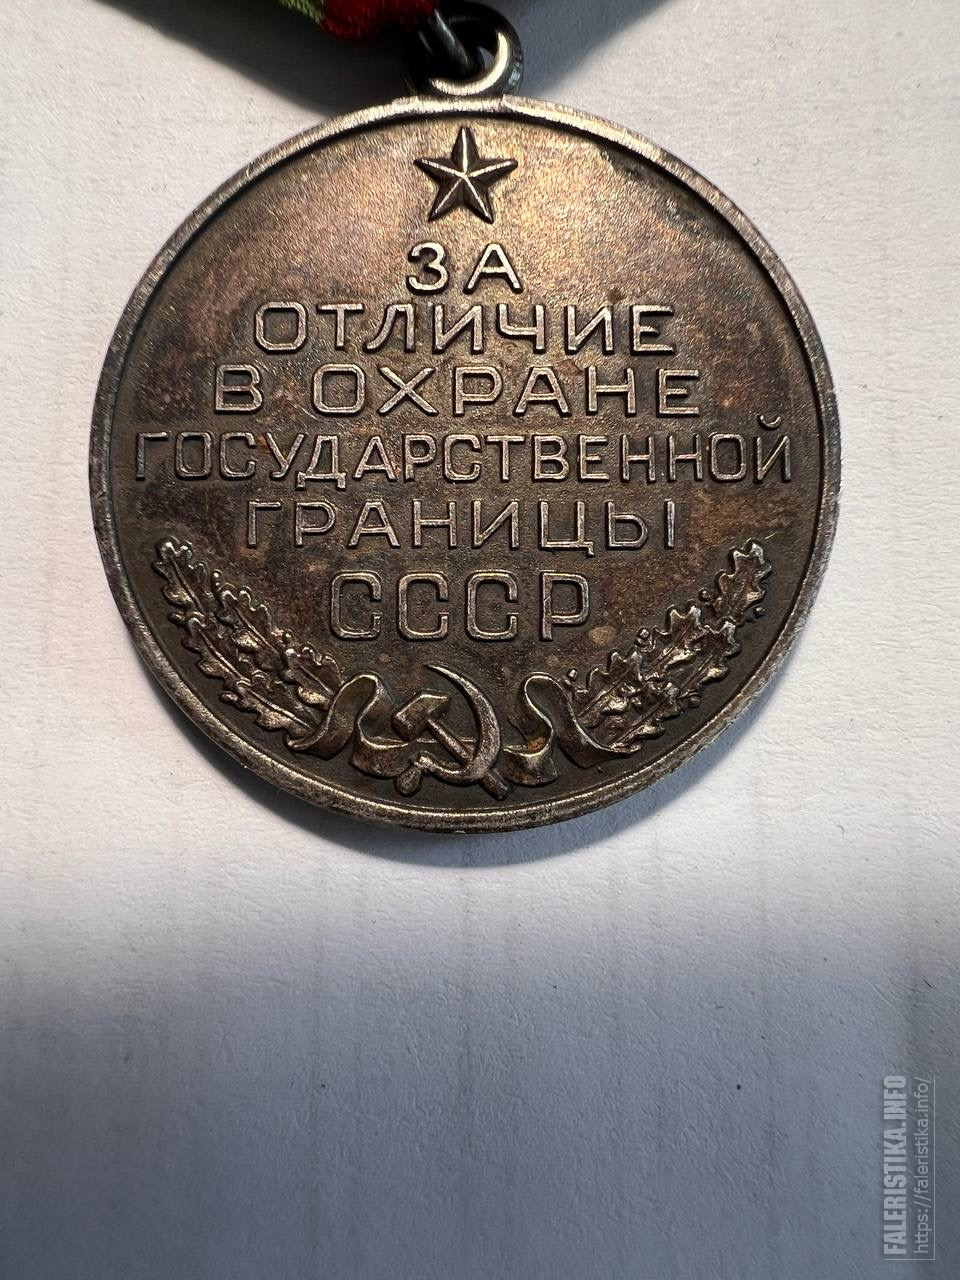 ЗА
ОТЛИЧИЕ
В ОХРАНЕ
ГОСУДАРСТВЕННОЙ
ГРАНИЦЫ
СССР
FALERISTIKA.INFO
https://faleristika.info/